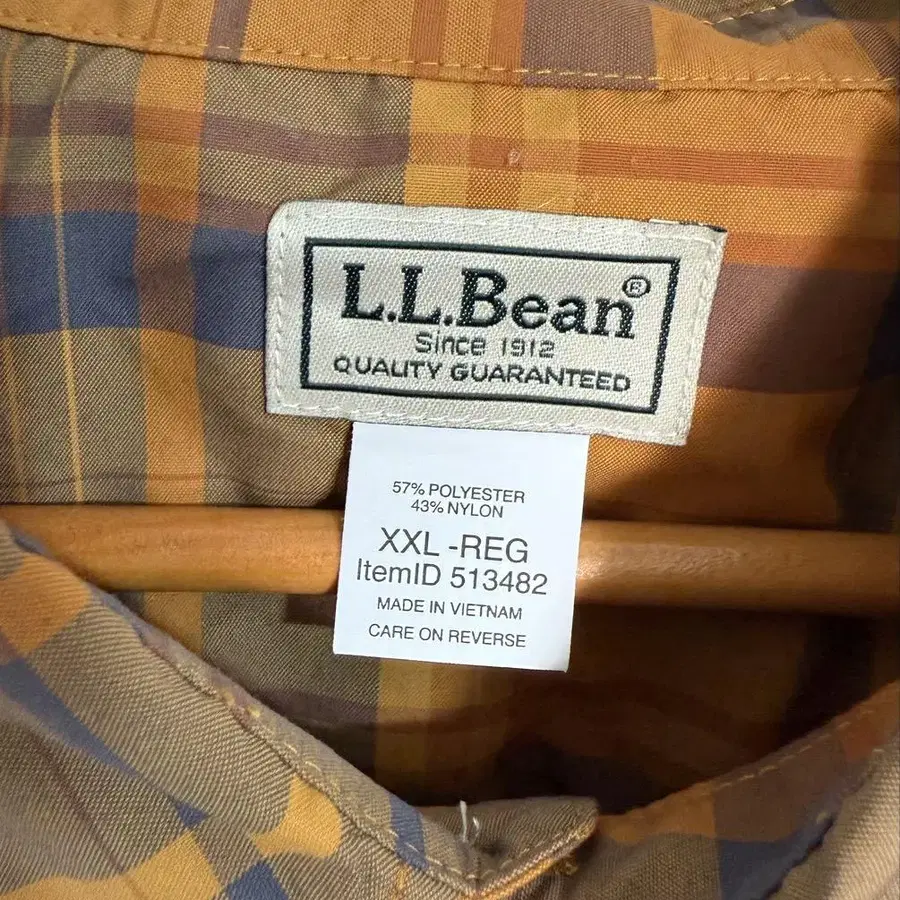 L.L.Bean®
Since 1912
QUALITY GUARANTEED
57% POLYESTER
43% NYLON
XXL -REG
ItemID 513482
MADE IN VIETNAM
CARE ON REVERSE